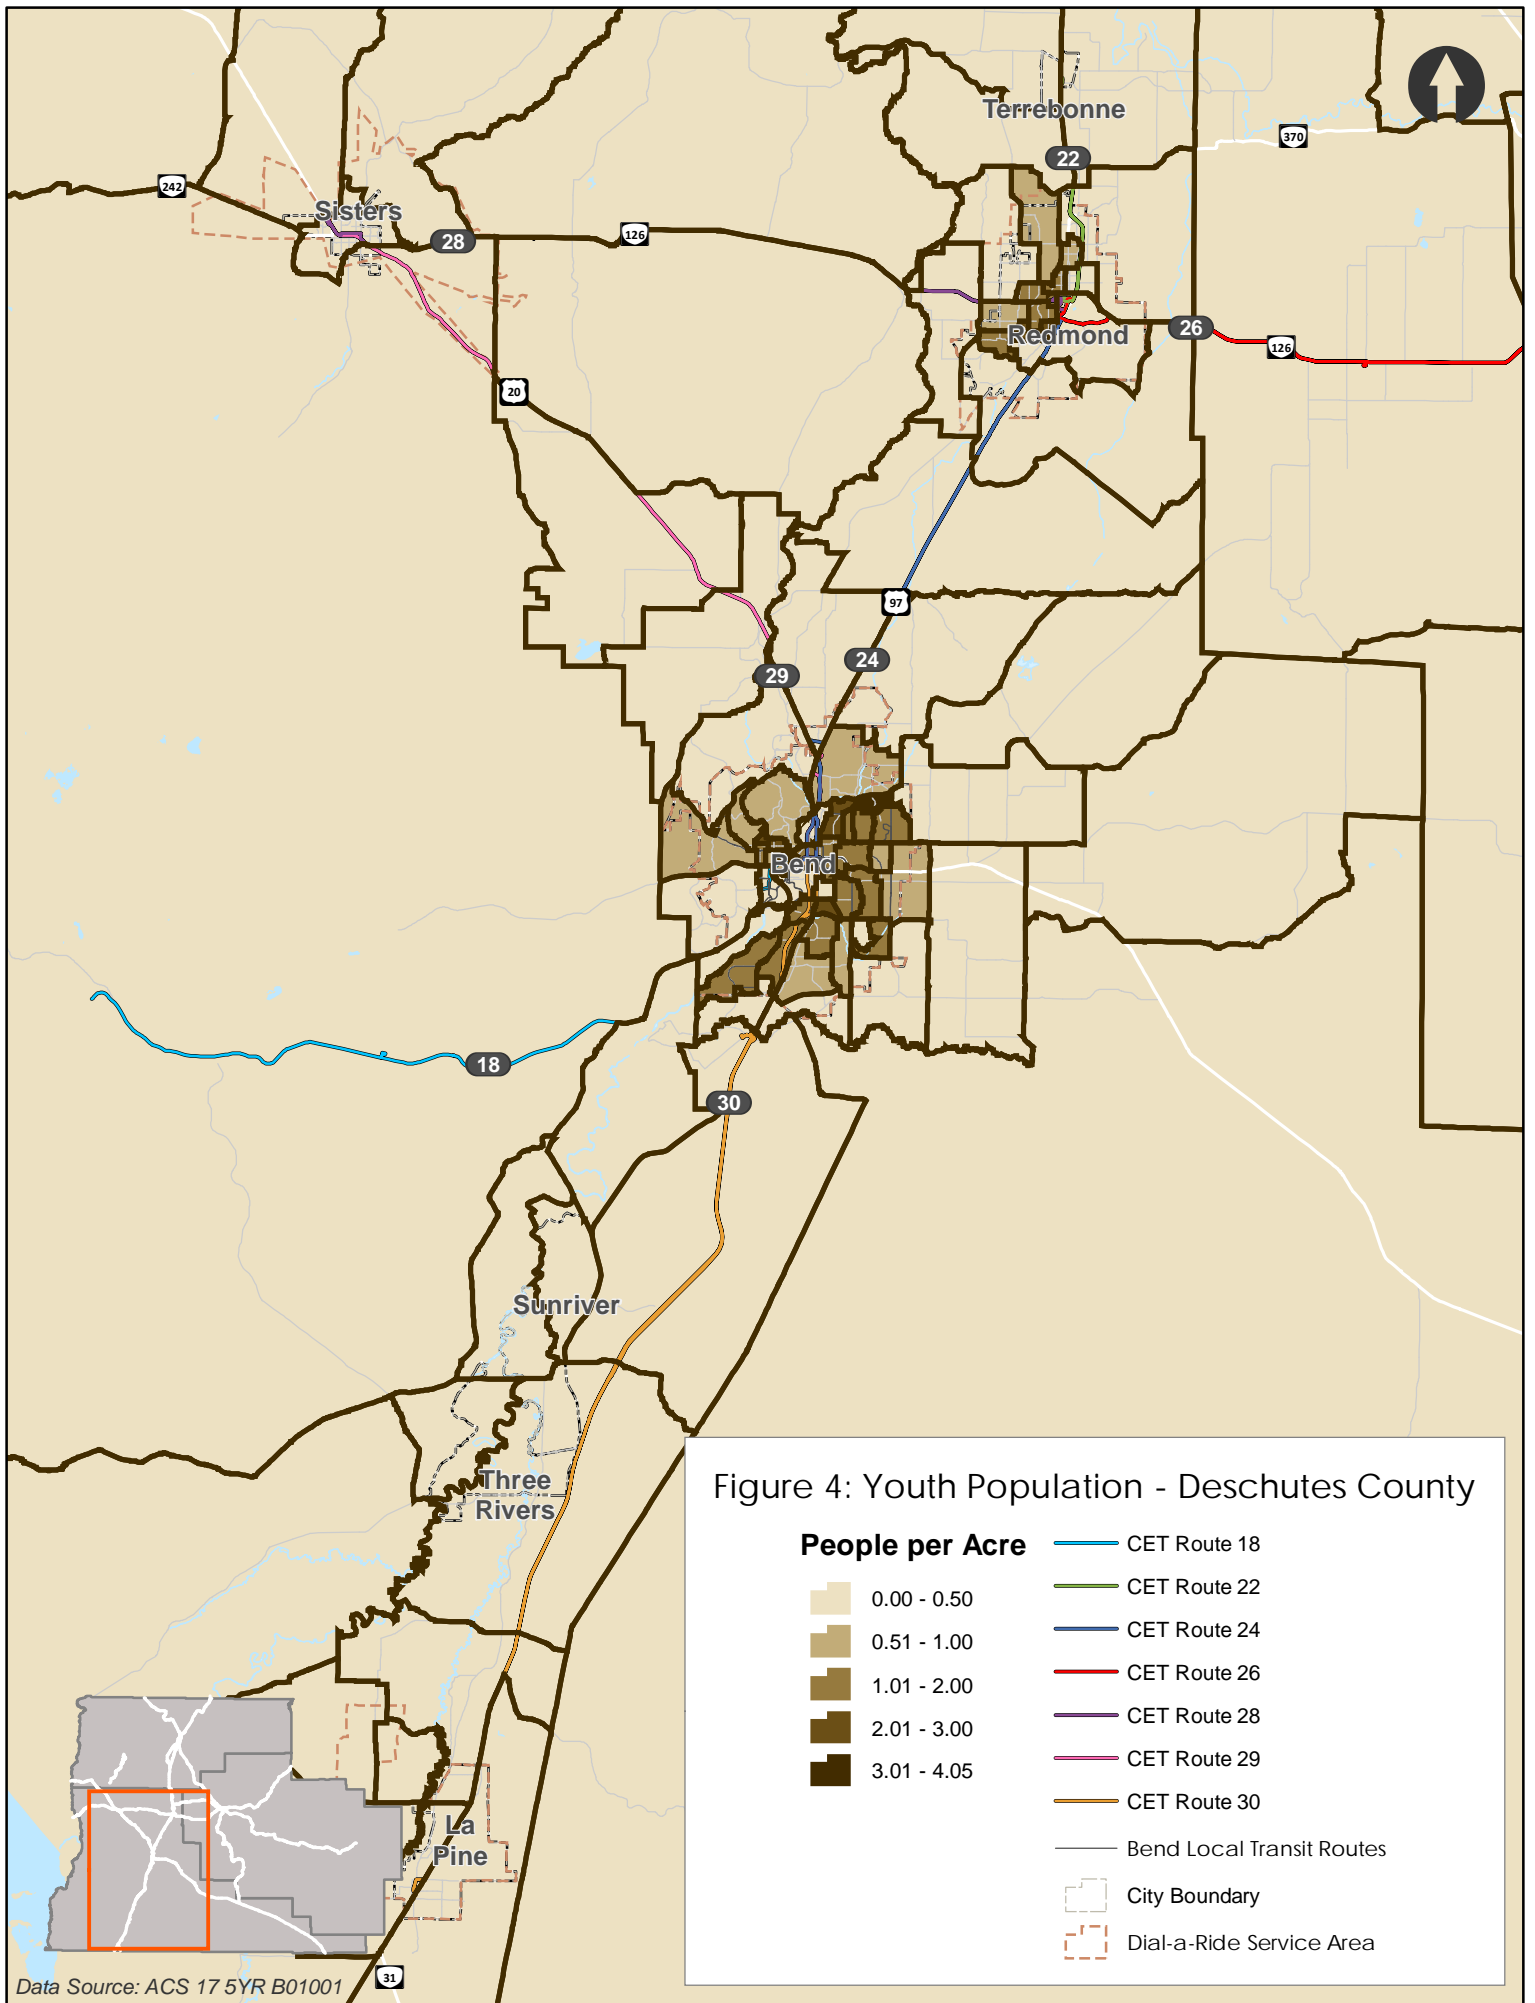 Terrebonne
370
22
242
Sisters
28
126
26
Redmond
126
20
97
24
29
Bend
18
30
Sunriver
Three
Rivers
La
Pine
31
Figure 4: Youth Population - Deschutes County
People per Acre
0.00 - 0.50
0.51 - 1.00
1.01 - 2.00
2.01 - 3.00
3.01 - 4.05
CET Route 18
CET Route 22
CET Route 24
CET Route 26
CET Route 28
CET Route 29
CET Route 30
Bend Local Transit Routes
City Boundary
Dial-a-Ride Service Area
Data Source: ACS 17 5YR B01001